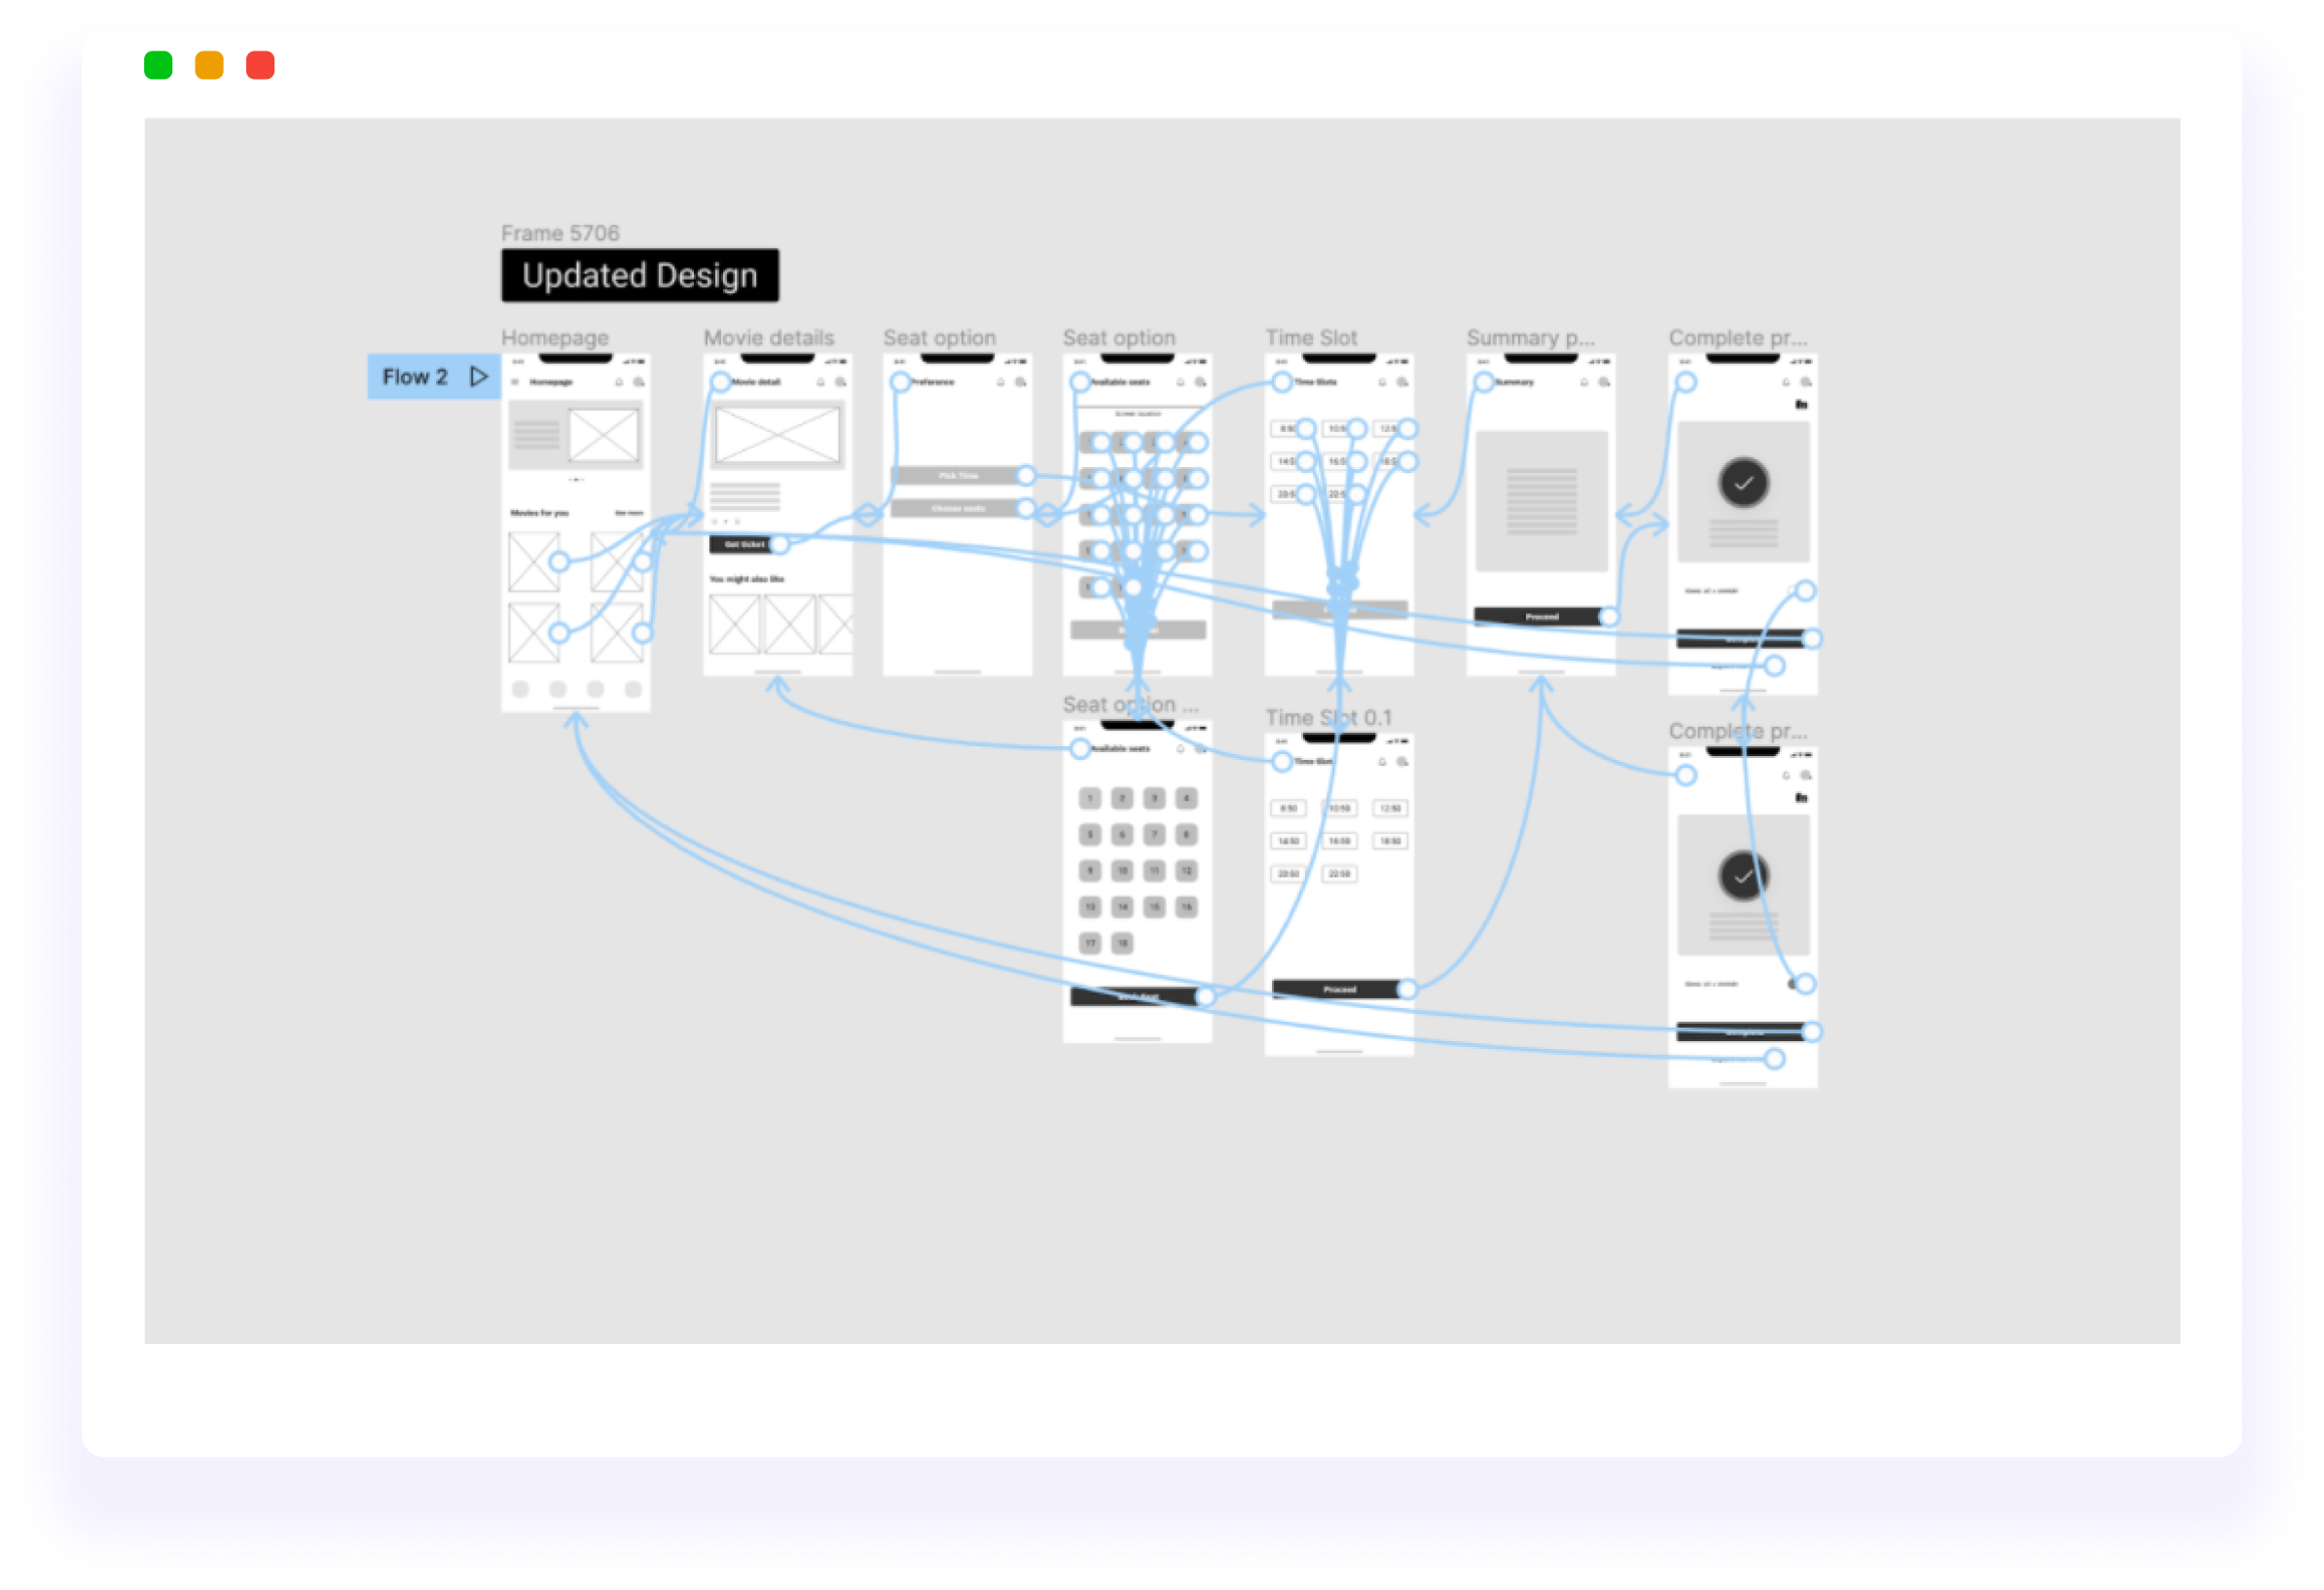 Frame 5706
Updated Design
Flow 2
Homepage
Homepage
Movies for you
See more
Movie details
Movie detail
Get ticket
You might also like
Seat option
Preference
Pick Time
Choose seats
Seat option
Available seats
Screen location
Time Slot
Time Slots
Summary p...
Summary
Proceed
Complete pr...
Seat option ...
Available seats
1 2 3 4
5 6 7 8
9 10 11 12
13 14 15 16
17 18
Time Slot 0.1
Time Slot
8:50 10:50 12:50
14:50 16:50 18:50
20:50 22:50
Proceed
Complete pr...